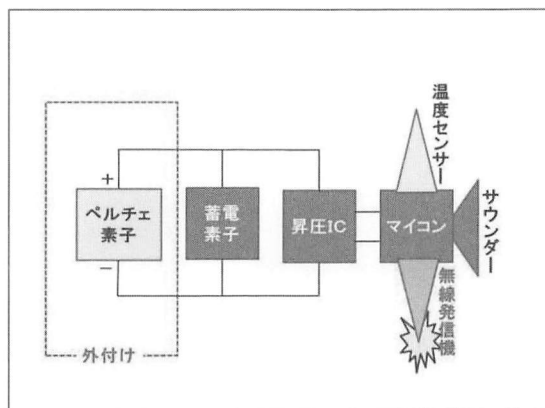 +
ペルチェ
素子
−
外付け
蓄電
素子
昇圧IC
マイコン
温度センサー
サウンダー
無線発信機